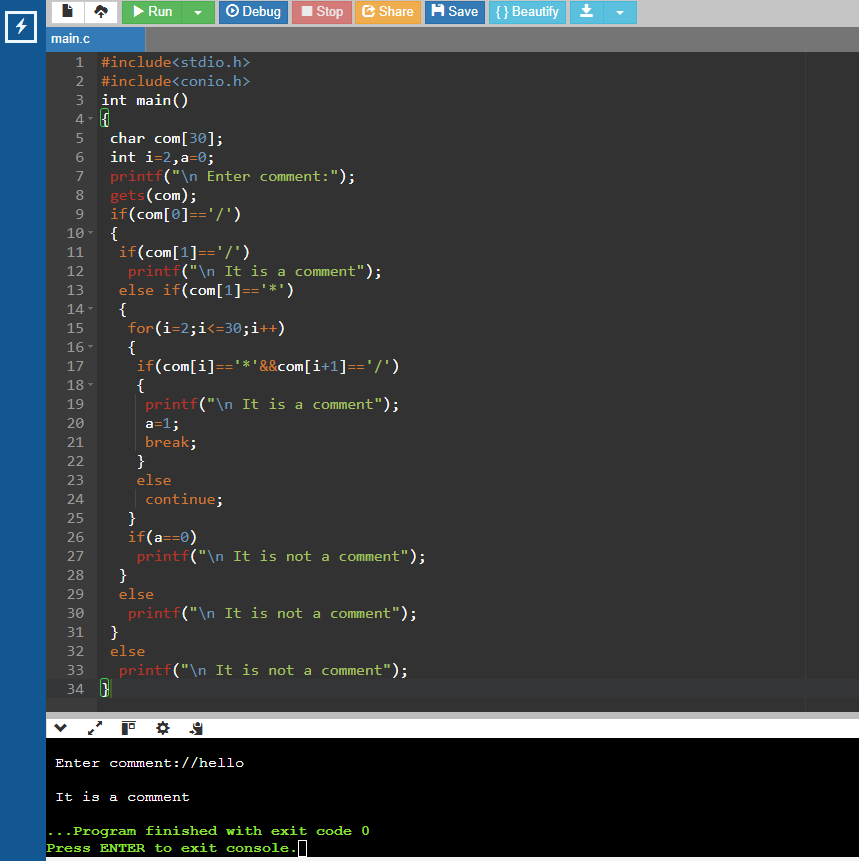 Run Debug Stop Share Save { } Beautify
main.c
1 #include<stdio.h>
2 #include<conio.h>
3 int main()
4 {
5 char com[30];
6 int i=2,a=0;
7 printf("\n Enter comment:");
8 gets(com);
9 if(com[0]=='/')
10 {
11 if(com[1]=='/')
12 printf("\n It is a comment");
13 else if(com[1]=='*')
14 {
15 for(i=2;i<=30;i++)
16 {
17 if(com[i]=='*'&&com[i+1]=='/')
18 {
19 printf("\n It is a comment");
20 a=1;
21 break;
22 }
23 else
24 continue;
25 }
26 if(a==0)
27 printf("\n It is not a comment");
28 }
29 else
30 printf("\n It is not a comment");
31 }
32 else
33 printf("\n It is not a comment");
34 }
Enter comment://hello
It is a comment
...Program finished with exit code 0
Press ENTER to exit console.